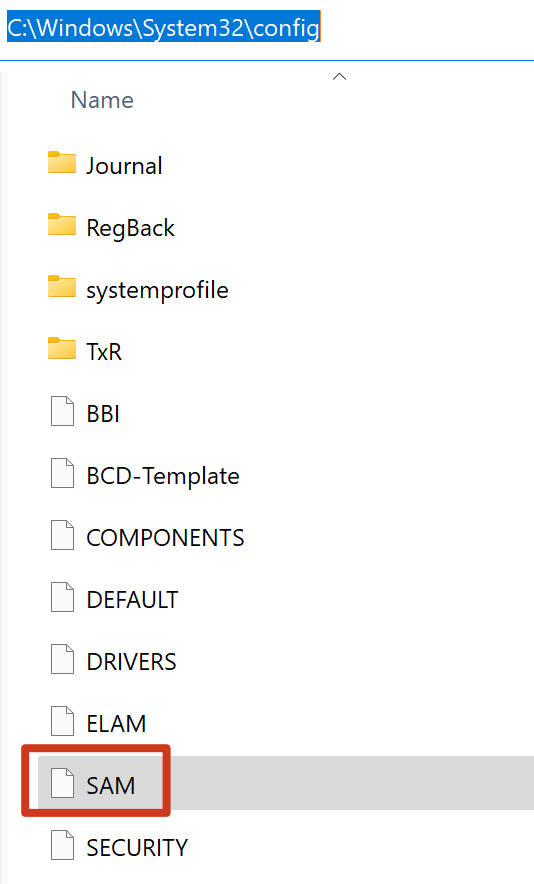 C:\Windows\System32\config
Name
Journal
RegBack
systemprofile
TxR
BBI
BCD-Template
COMPONENTS
DEFAULT
DRIVERS
ELAM
SAM
SECURITY